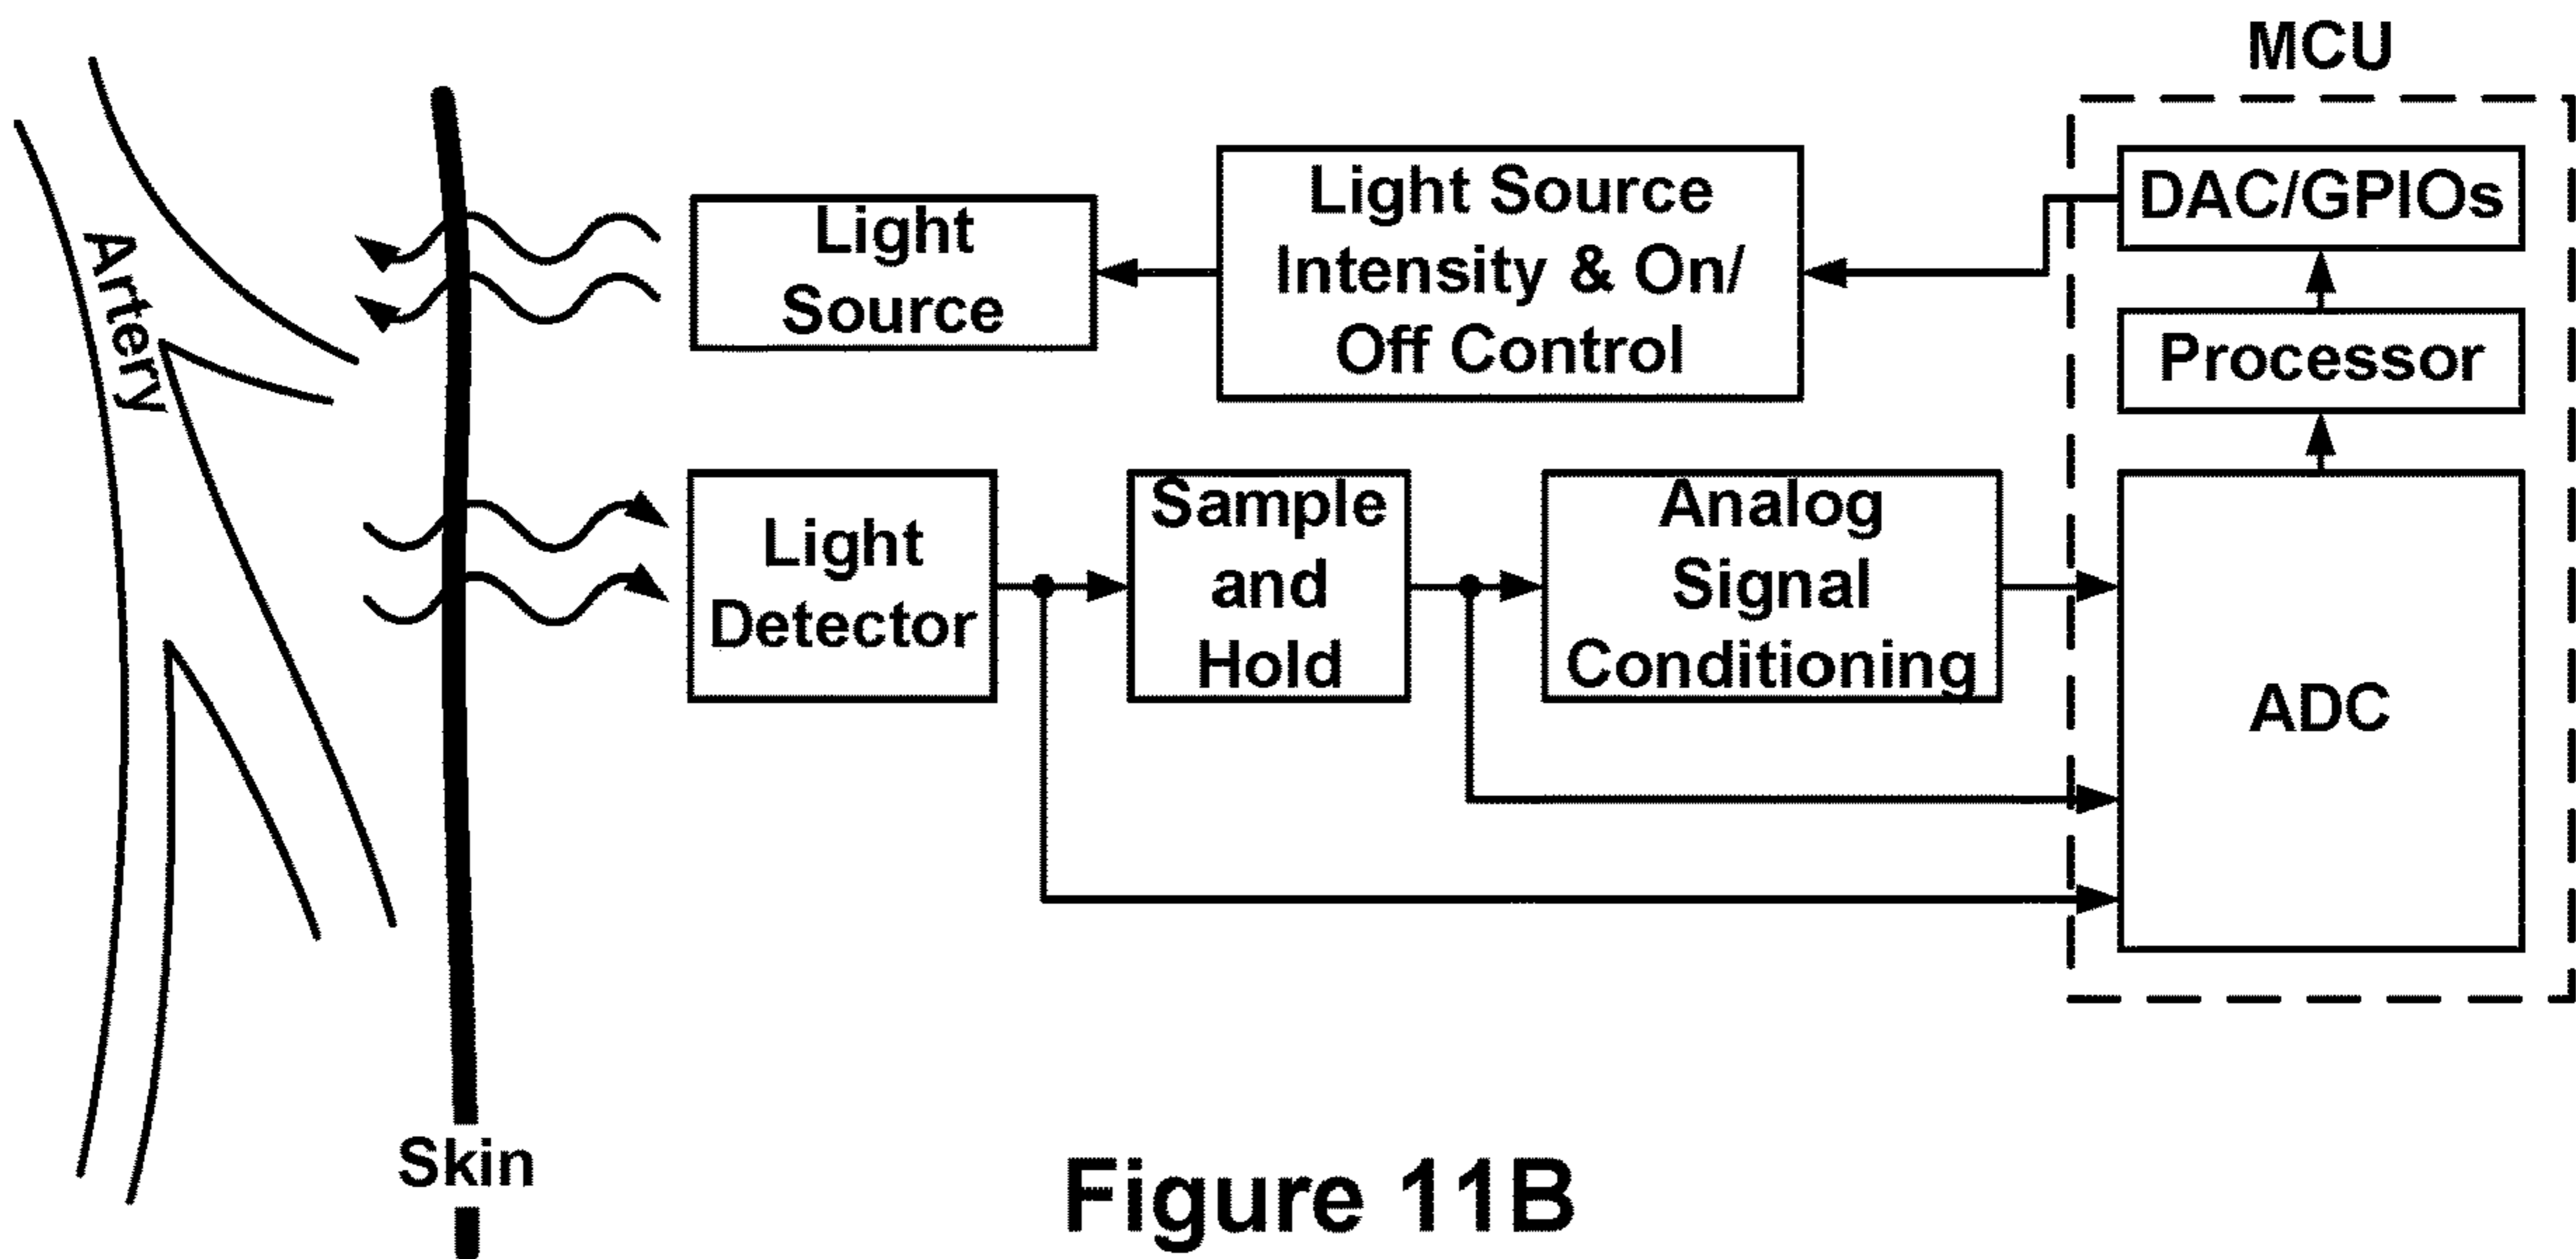 MCU
Artery
Light
Source
Light Source
Intensity & On/
Off Control
DAC/GPIOs
Processor
Light
Detector
Sample
and
Hold
Analog
Signal
Conditioning
ADC
Skin
Figure 11B